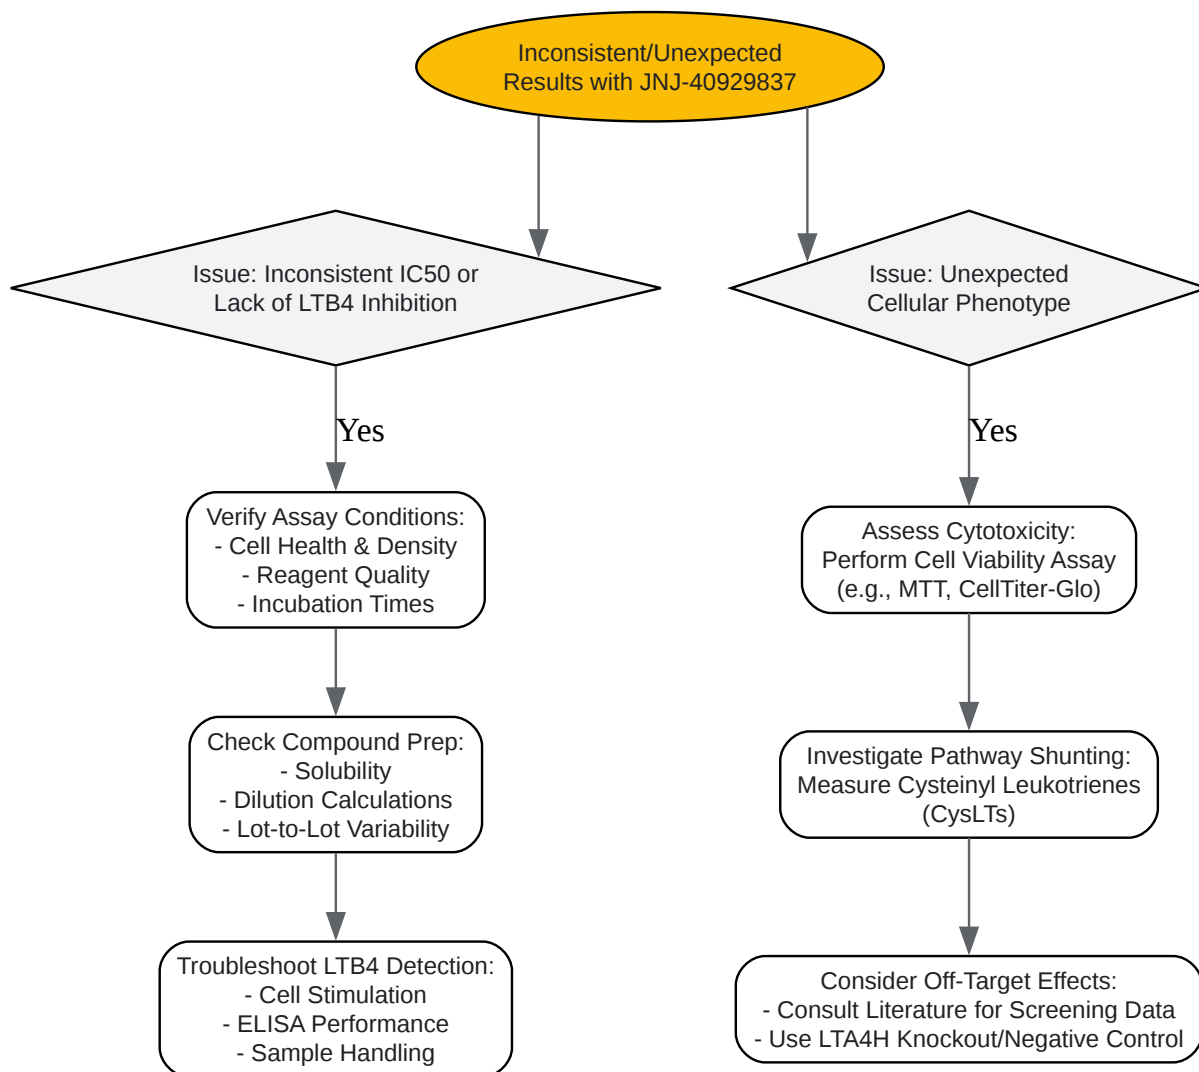 Inconsistent/Unexpected
Results with JNJ-40929837
Issue: Inconsistent IC50 or
Lack of LTB4 Inhibition
Yes
Verify Assay Conditions:
- Cell Health & Density
- Reagent Quality
- Incubation Times
Check Compound Prep:
- Solubility
- Dilution Calculations
- Lot-to-Lot Variability
Troubleshoot LTB4 Detection:
- Cell Stimulation
- ELISA Performance
- Sample Handling
Issue: Unexpected
Cellular Phenotype
Yes
Assess Cytotoxicity:
Perform Cell Viability Assay
(e.g., MTT, CellTiter-Glo)
Investigate Pathway Shunting:
Measure Cysteinyl Leukotrienes
(CysLTs)
Consider Off-Target Effects:
- Consult Literature for Screening Data
- Use LTA4H Knockout/Negative Control